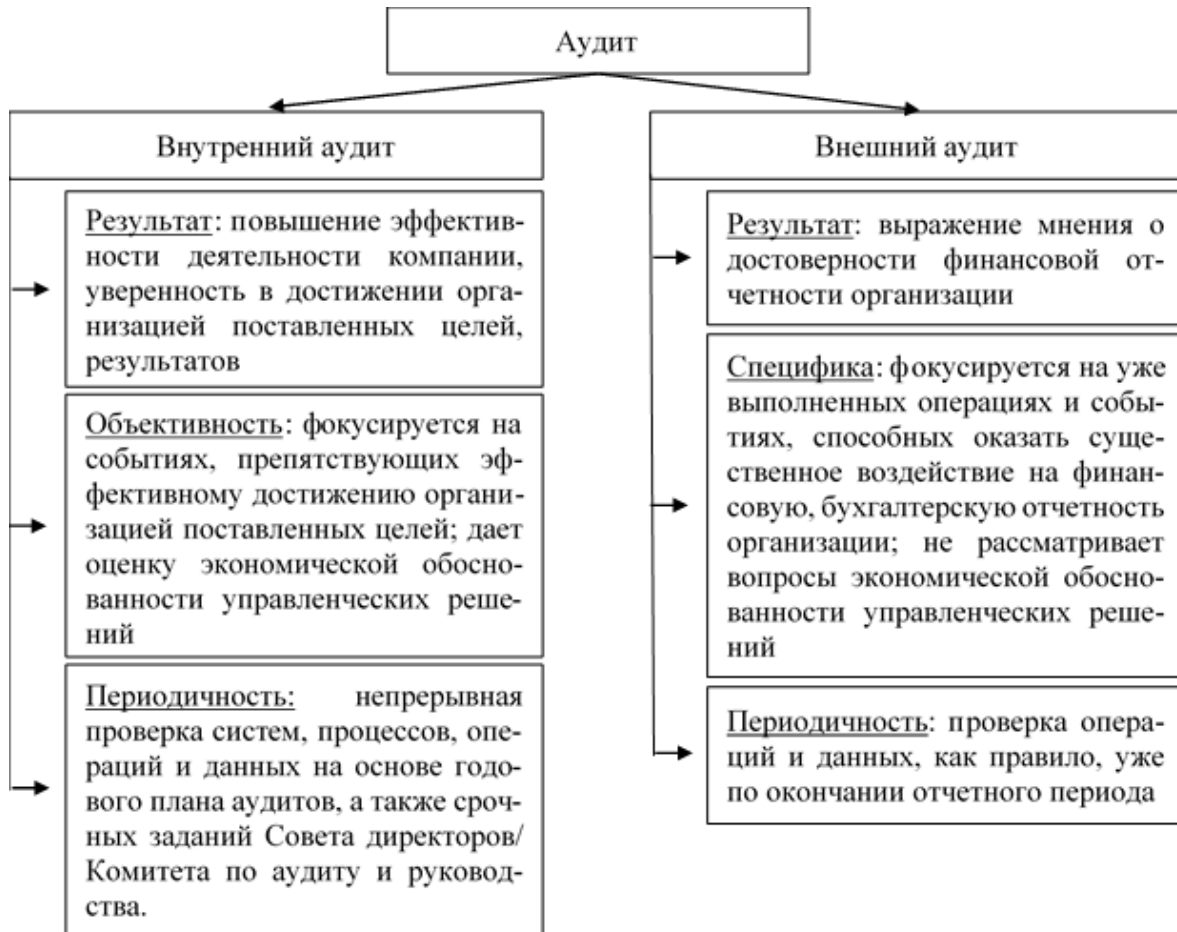 Аудит
Внутренний аудит
Результат: повышение эффектив-
ности деятельности компании,
уверенность в достижении орга-
низацией поставленных целей,
результатов
Объективность: фокусируется на
событиях, препятствующих эф-
фективному достижению органи-
зацией поставленных целей; дает
оценку экономической обосно-
ванности управленческих реше-
ний
Периодичность: непрерывная
проверка систем, процессов, опе-
раций и данных на основе годо-
вого плана аудитов, а также сроч-
ных заданий Совета директоров/
Комитета по аудиту и руковод-
ства.
Внешний аудит
Результат: выражение мнения о
достоверности финансовой от-
четности организации
Специфика: фокусируется на уже
выполненных операциях и собы-
тиях, способных оказать суще-
ственное воздействие на финан-
совую, бухгалтерскую отчетность
организации; не рассматривает
вопросы экономической обосно-
ванности управленческих реше-
ний
Периодичность: проверка опера-
ций и данных, как правило, уже
по окончании отчетного периода